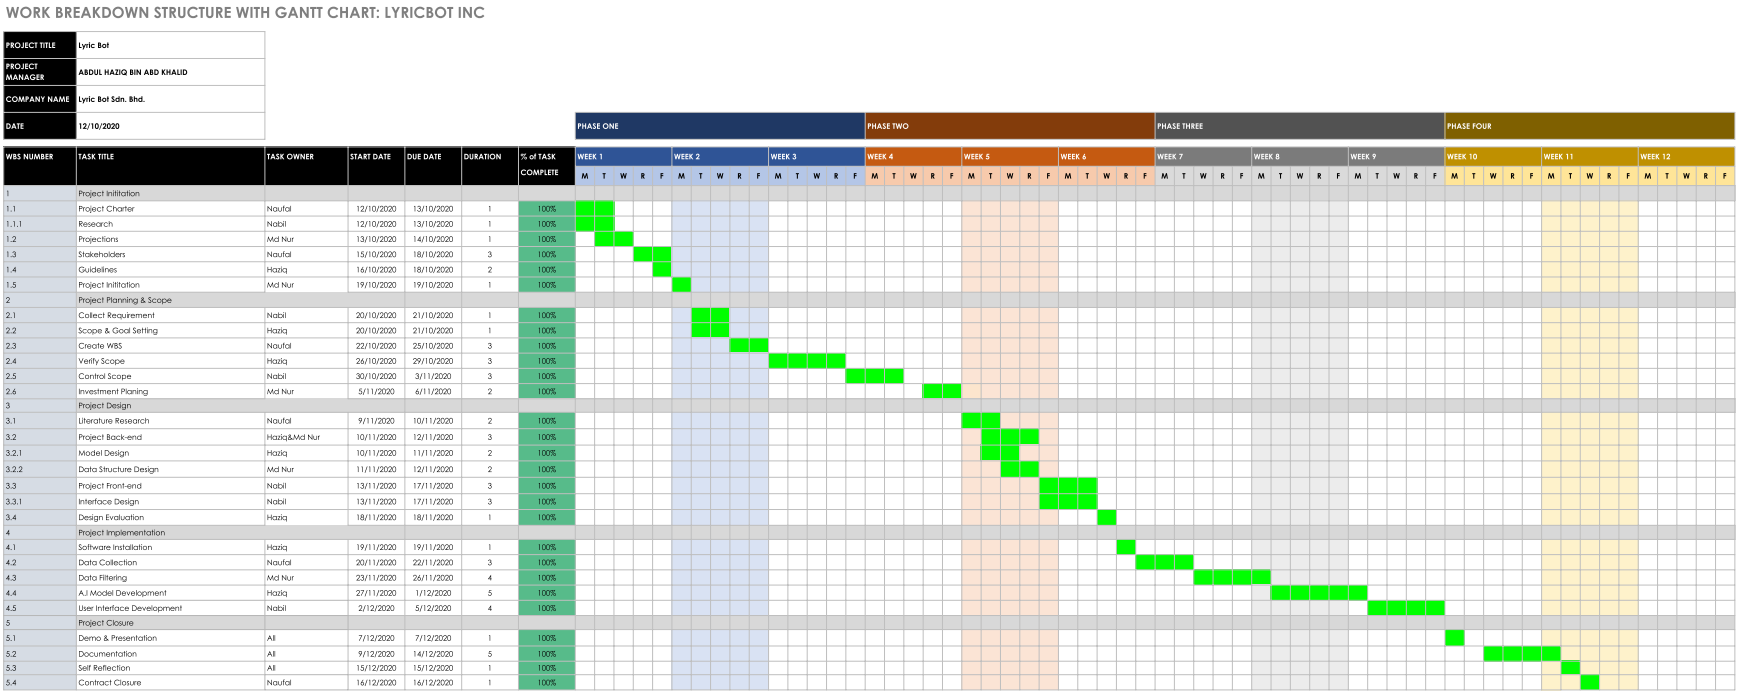 WORK BREAKDOWN STRUCTURE WITH GANTT CHART: LYRICBOT INC
PROJECT TITLE Lyric Bot
PROJECT MANAGER ABDUL HAZIQ BIN ABD KHALID
COMPANY NAME Lyric Bot Sdn. Bhd.
DATE 12/10/2020
PHASE ONE PHASE TWO PHASE THREE PHASE FOUR
WBS NUMBER TASK TITLE TASK OWNER START DATE DUE DATE DURATION % of TASK COMPLETE WEEK 1 WEEK 2 WEEK 3 WEEK 4 WEEK 5 WEEK 6 WEEK 7 WEEK 8 WEEK 9 WEEK 10 WEEK 11 WEEK 12
M T W R F M T W R F M T W R F M T W R F M T W R F M T W R F M T W R F M T W R F M T W R F M T W R F M T W R F M T W R F
1 Project Inititation
1.1 Project Charter Naufal 12/10/2020 13/10/2020 1 100%
1.1.1 Research Nabil 12/10/2020 13/10/2020 1 100%
1.2 Projections Md Nur 13/10/2020 14/10/2020 1 100%
1.3 Stakeholders Naufal 15/10/2020 18/10/2020 3 100%
1.4 Guidelines Haziq 16/10/2020 18/10/2020 2 100%
1.5 Project Inititation Md Nur 19/10/2020 19/10/2020 1 100%
2 Project Planning & Scope
2.1 Collect Requirement Nabil 20/10/2020 21/10/2020 1 100%
2.2 Scope & Goal Setting Haziq 20/10/2020 21/10/2020 1 100%
2.3 Create WBS Naufal 22/10/2020 25/10/2020 3 100%
2.4 Verify Scope Haziq 26/10/2020 29/10/2020 3 100%
2.5 Control Scope Nabil 30/10/2020 3/11/2020 3 100%
2.6 Investment Planing Md Nur 5/11/2020 6/11/2020 2 100%
3 Project Design
3.1 Literature Research Naufal 9/11/2020 10/11/2020 2 100%
3.2 Project Back-end Haziq&Md Nur 10/11/2020 12/11/2020 3 100%
3.2.1 Model Design Haziq 10/11/2020 11/11/2020 2 100%
3.2.2 Data Structure Design Md Nur 11/11/2020 12/11/2020 2 100%
3.3 Project Front-end Nabil 13/11/2020 17/11/2020 3 100%
3.3.1 Interface Design Nabil 13/11/2020 17/11/2020 3 100%
3.4 Design Evaluation Haziq 18/11/2020 18/11/2020 1 100%
4 Project Implementation
4.1 Software Installation Haziq 19/11/2020 19/11/2020 1 100%
4.2 Data Collection Naufal 20/11/2020 22/11/2020 3 100%
4.3 Data Filtering Md Nur 23/11/2020 26/11/2020 4 100%
4.4 A.I Model Development Haziq 27/11/2020 1/12/2020 5 100%
4.5 User Interface Development Nabil 2/12/2020 5/12/2020 4 100%
5 Project Closure
5.1 Demo & Presentation All 7/12/2020 7/12/2020 1 100%
5.2 Documentation All 9/12/2020 14/12/2020 5 100%
5.3 Self Reflection All 15/12/2020 15/12/2020 1 100%
5.4 Contract Closure Naufal 16/12/2020 16/12/2020 1 100%